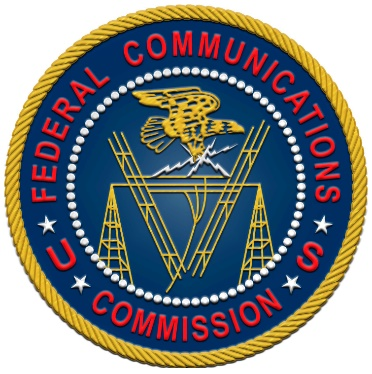 FEDERAL COMMUNICATIONS
COMMISSION
U S